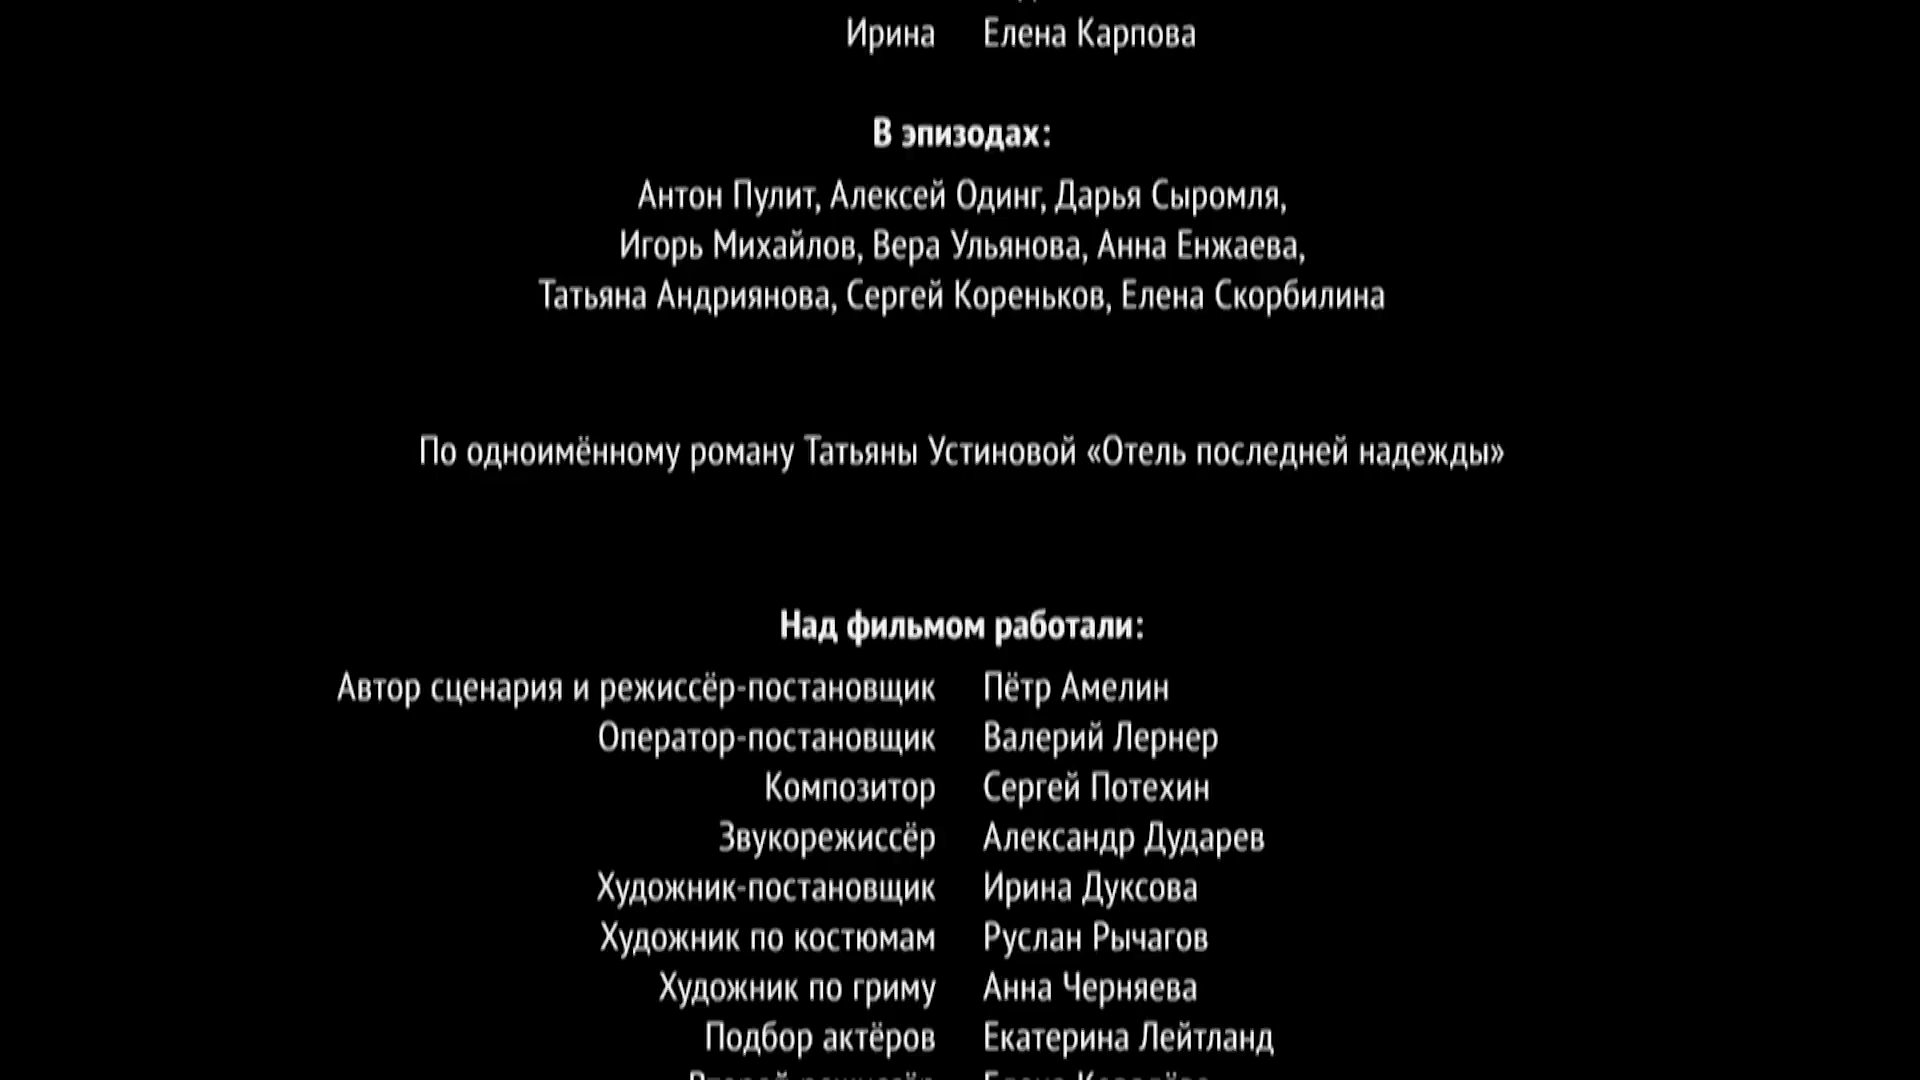 Ирина Елена Карпова
В эпизодах:
Антон Пулит, Алексей Одинг, Дарья Сыромля,
Игорь Михайлов, Вера Ульянова, Анна Енжаева,
Татьяна Андриянова, Сергей Кореньков, Елена Скорбилина
По одноимённому роману Татьяны Устиновой «Отель последней надежды»
Над фильмом работали:
Автор сценария и режиссёр-постановщик Пётр Амелин
Оператор-постановщик Валерий Лернер
Композитор Сергей Потехин
Звукорежиссёр Александр Дударев
Художник-постановщик Ирина Дуксова
Художник по костюмам Руслан Рычагов
Художник по гриму Анна Черняева
Подбор актёров Екатерина Лейтланд